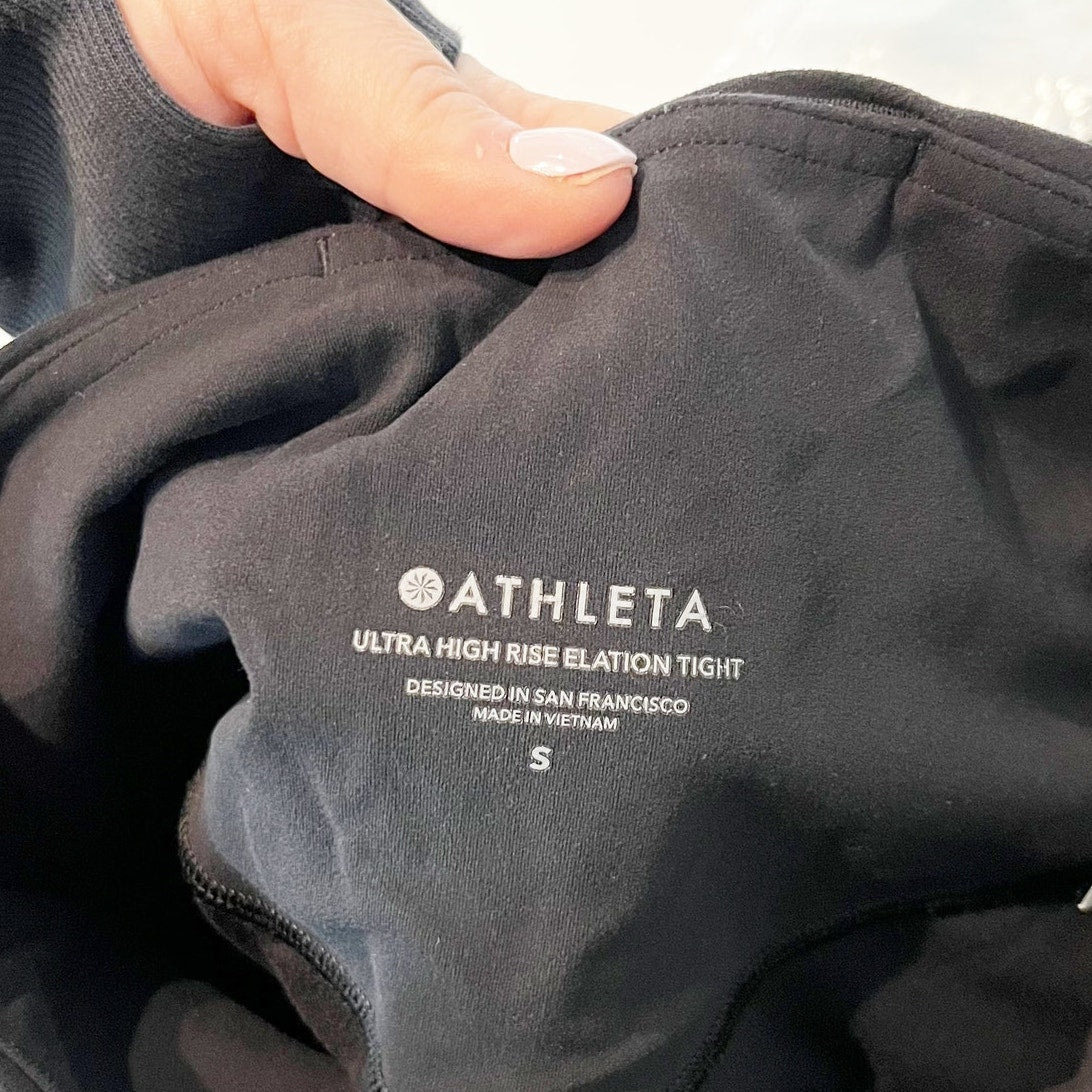 ATHLETA
ULTRA HIGH RISE ELATION TIGHT
DESIGNED IN SAN FRANCISCO
MADE IN VIETNAM
S